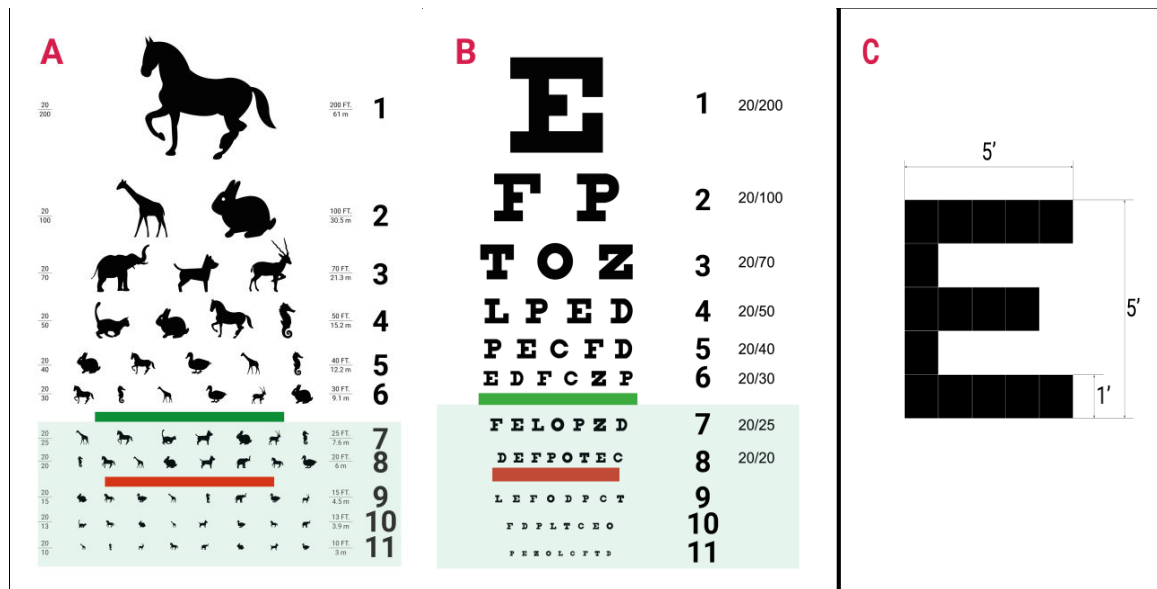 A
20
200
200 FT.
61 m
1
20
100
100 FT.
30.5 m
2
20
70
70 FT.
21.3 m
3
20
50
50 FT.
15.2 m
4
20
40
40 FT.
12.2 m
5
20
30
30 FT.
9.1 m
6
20
25
25 FT.
7.6 m
7
20
20
20 FT.
6 m
8
20
15
15 FT.
4.5 m
9
20
13
13 FT.
3.9 m
10
20
10
10 FT.
3 m
11
B
E 1 20/200
F P 2 20/100
T O Z 3 20/70
L P E D 4 20/50
P E C F D 5 20/40
E D F C Z P 6 20/30
F E L O P Z D 7 20/25
D E F P O T E C 8 20/20
L E F O D P C T 9
F D P L T C E O 10
P E Z O L C F T D 11
C
5’
E
5’
1’